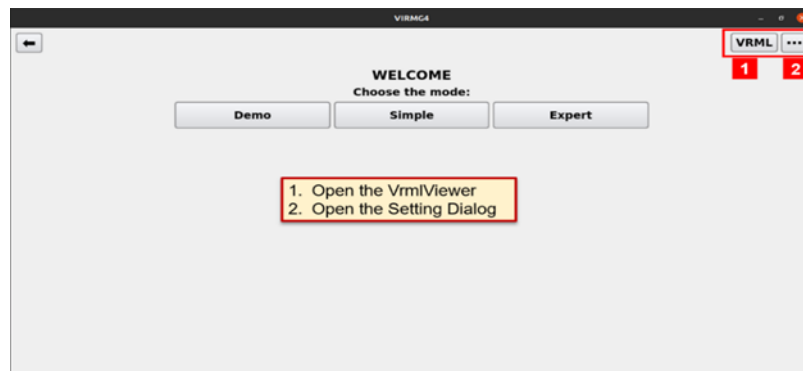 VIRMG4
VRML ...
1 2
WELCOME
Choose the mode:
Demo Simple Expert
1. Open the VrmlViewer
2. Open the Setting Dialog